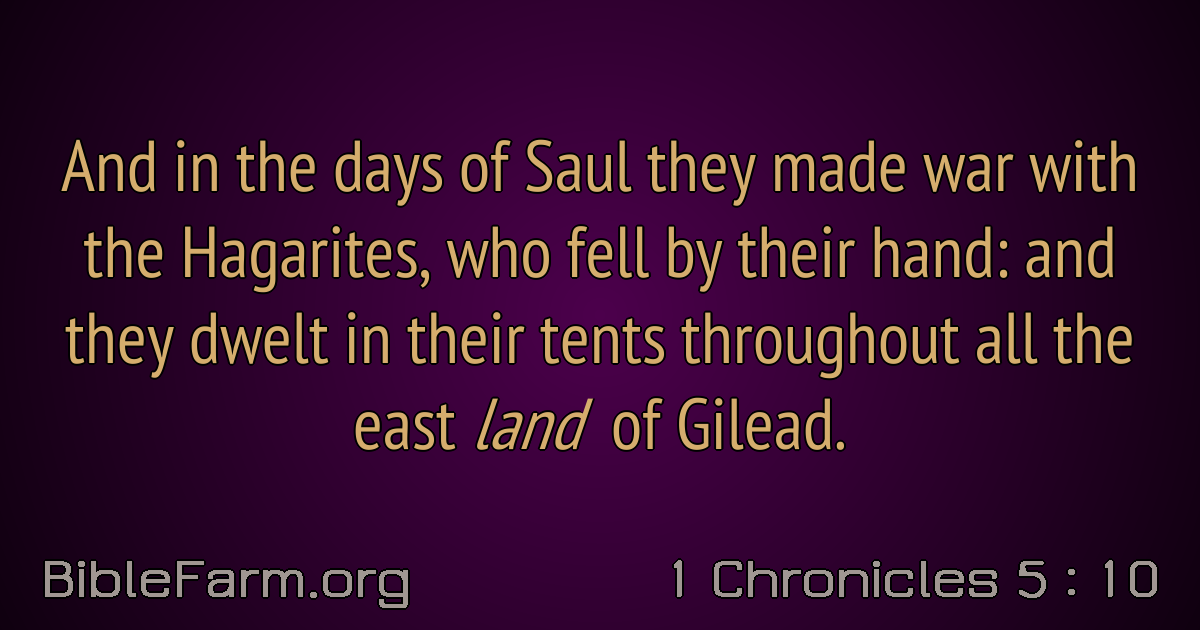 And in the days of Saul they made war with
the Hagarites, who fell by their hand: and
they dwelt in their tents throughout all the
east land of Gilead.
BibleFarm.org
1 Chronicles 5 : 10